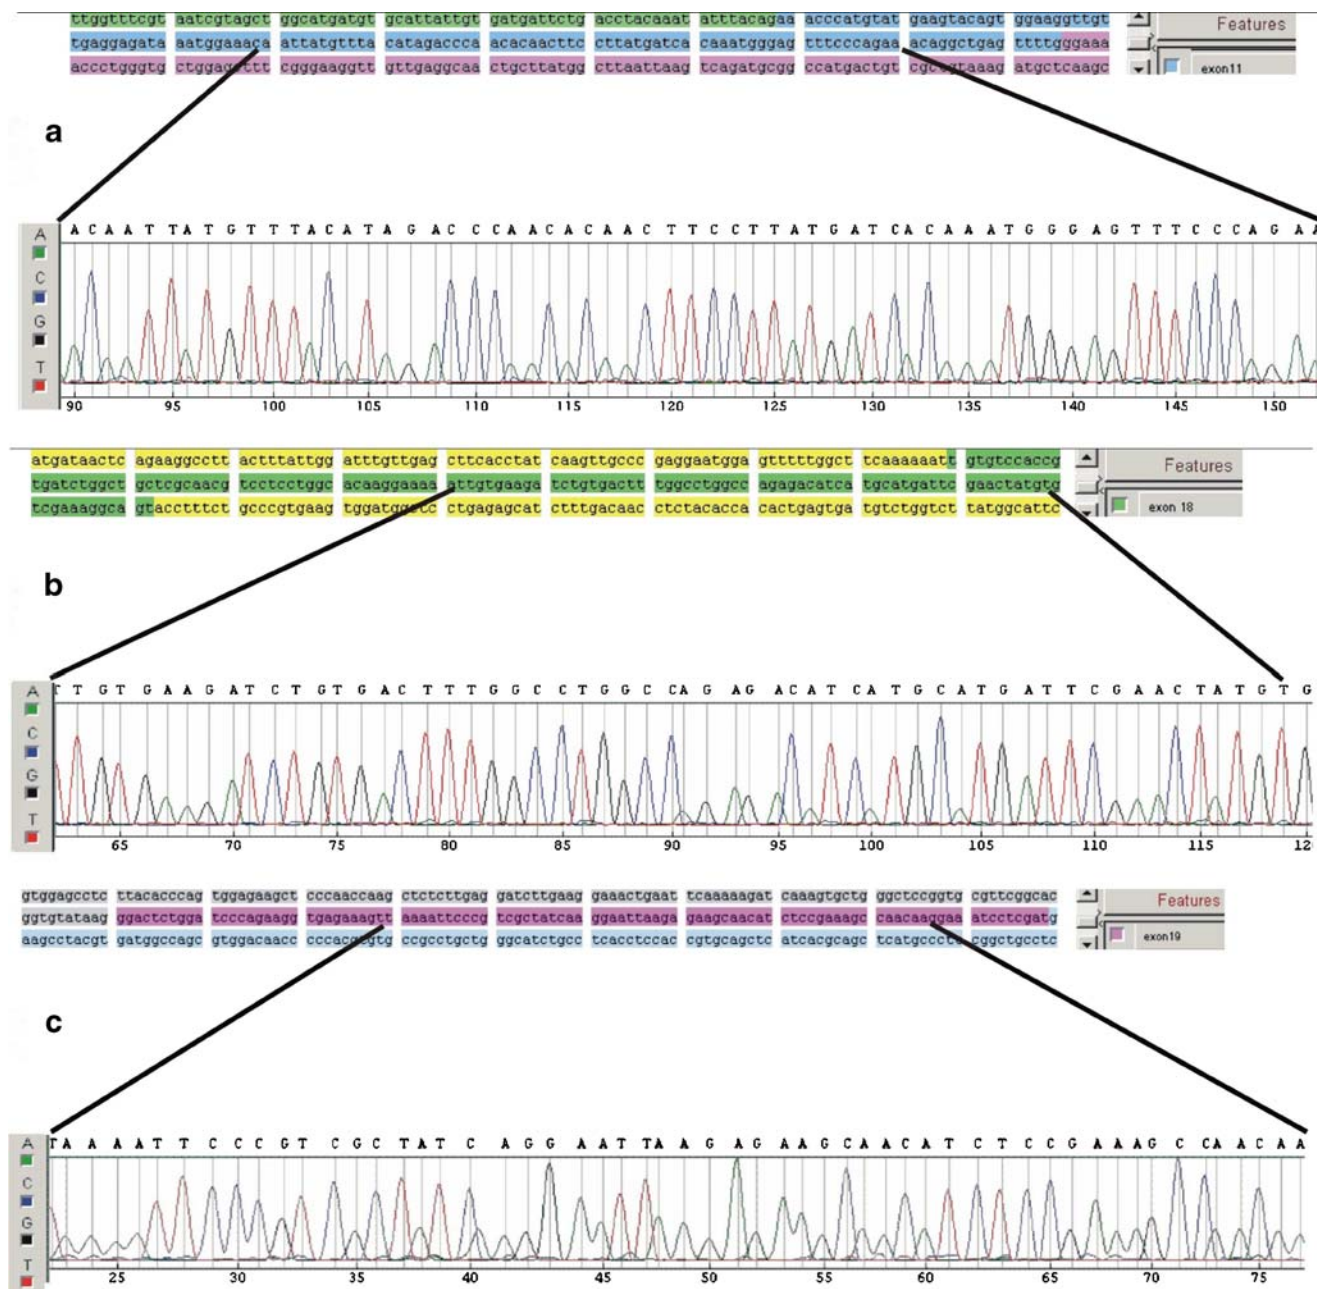 ttggtttcgt aatcgtagct ggcatgatgt gcattattgt gatgattctg acctacaaat atttacagaa acccatgtat gaagtacagt ggaaggttgt
Features
tgaggagata aatggaaaca attatgttta catagaccca acacaacttc cttatgatca caaatgggag tttcccagaa acaggctgag ttttgggaaa
accctgggtg ctggag tttt cgggaaggtt gttgaggcaa ctgcttatgg cttaattaag tcagatgcgg ccatgactgt cgc gtaaag atgctcaagc
exon11
a
A C A A T T A T G T T T A C A T A G A C C C A A C A C A A C T T C C T T A T G A T C A C A A A T G G G A G T T T C C C A G A A
A
C
G
T
90 95 100 105 110 115 120 125 130 135 140 145 150
atgataactc agaaggcctt actttattgg atttgttgag cttcacctat caagttgccc gaggaatgga gtttttggct tcaaaaaatt gtgtccaccg
Features
tgatctggct gctcgcaacg tcctcctggc acaaggaaaa attgtgaaga tctgtgactt tggcctggcc agagacatca tgcatgattc gaactatgtg
tcgaaaggca gtacctttct gcccgtgaag tggatggctc ctgagagcat ctttgacaac ctctacacca cactgagtga tgtctggtct tatggcattc
exon 18
b
T T G T G A A G A T C T G T G A C T T T G G C C T G G C C A G A G A C A T C A T G C A T G A T T C G A A C T A T G T G
A
C
G
T
65 70 75 80 85 90 95 100 105 110 115 12
gtggagcctc ttacacccag tggagaagct cccaaccaag ctctcttgag gatcttgaag gaaactgaat tcaaaaagat caaagtgctg ggctccggtg cgttcggcac
Features
ggtgtataag ggactctgga tcccagaagg tgagaaagtt aaaattcccg tcgctatcaa ggaattaaga gaagcaacat ctccgaaagc caacaaggaa atcctcgatg
aagcctacgt gatggccagc gtggacaacc cccacgtgtg ccgcctgctg ggcatctgcc tcacctccac cgtgcagctc atcacgcagc tcatgccctt cggctgcctc
exon19
c
T A A A A T T C C C G T C G C T A T C A G G A A T T A A G A G A A G C A A C A T C T C C G A A A G C C A A C A A
A
C
G
T
25 30 35 40 45 50 55 60 65 70 75